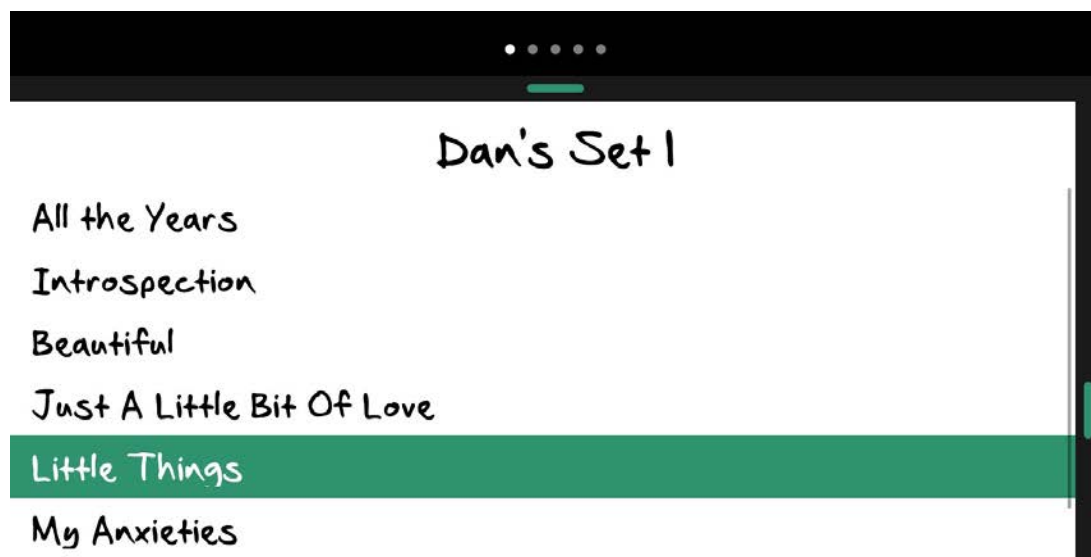 Dan's Set 1
All the Years
Introspection
Beautiful
Just A Little Bit Of Love
Little Things
My Anxieties